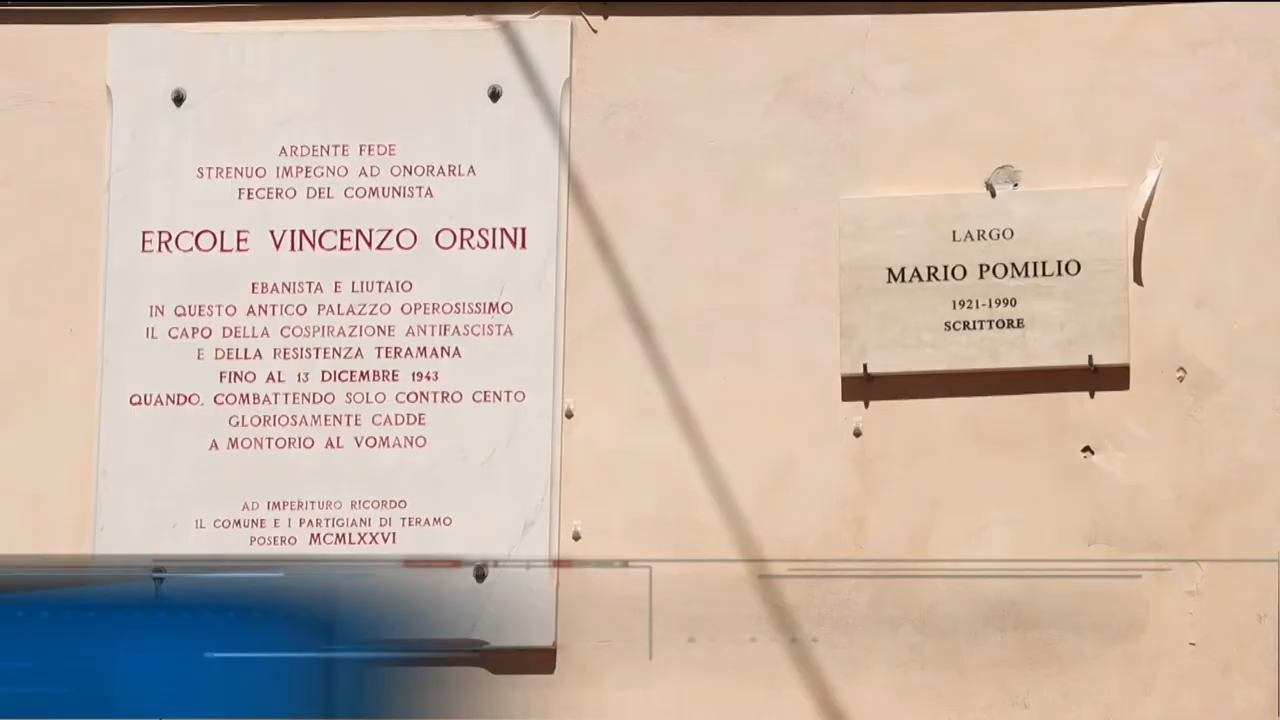 ARDENTE FEDE
STRENUO IMPEGNO AD ONORARLA
FECERO DEL COMUNISTA
ERCOLE VINCENZO ORSINI
EBANISTA E LIUTAIO
IN QUESTO ANTICO PALAZZO OPEROSISSIMO
IL CAPO DELLA COSPIRAZIONE ANTIFASCISTA
E DELLA RESISTENZA TERAMANA
FINO AL 13 DICEMBRE 1943
QUANDO, COMBATTENDO SOLO CONTRO CENTO
GLORIOSAMENTE CADDE
A MONTORIO AL VOMANO
AD IMPERITURO RICORDO
IL COMUNE E I PARTIGIANI DI TERAMO
POSERO MCMLXXVI
LARGO
MARIO POMILIO
1921-1990
SCRITTORE